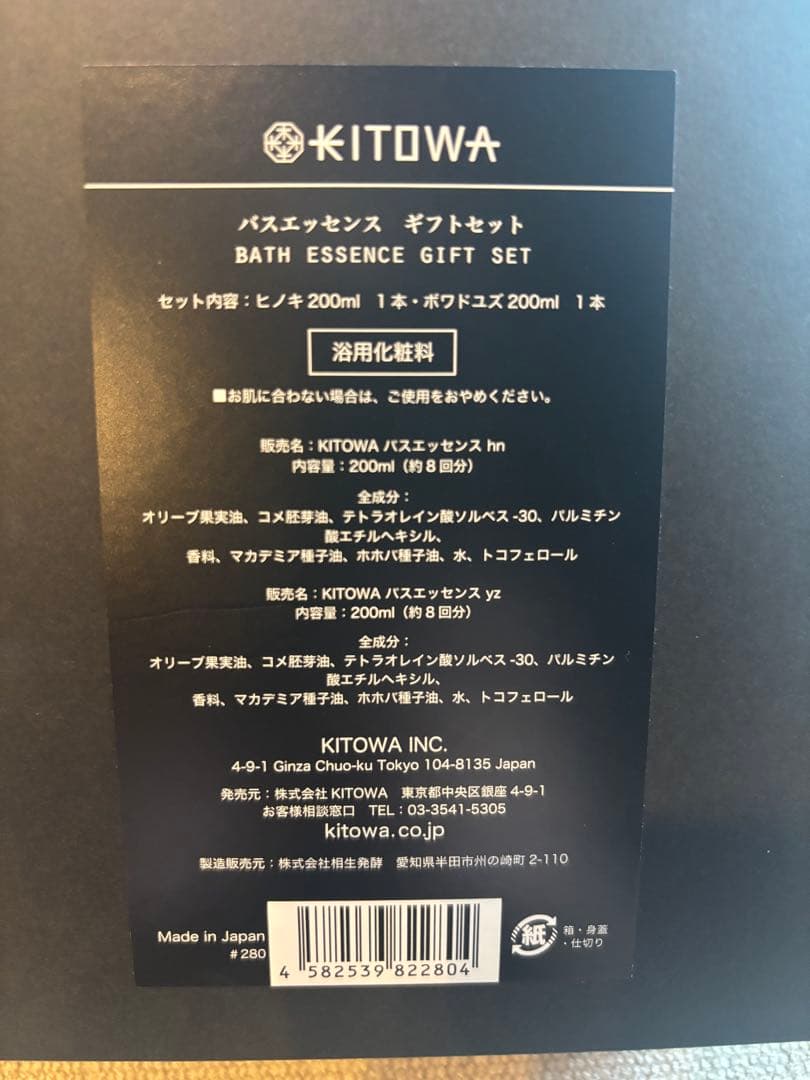 KITOWA
バスエッセンス ギフトセット
BATH ESSENCE GIFT SET
セット内容：ヒノキ200ml 1本・ボワドユズ200ml 1本
浴用化粧料
■お肌に合わない場合は、ご使用をおやめください。
販売名：KITOWA バスエッセンス hn
内容量：200ml（約8回分）
全成分：
オリーブ果実油、コメ胚芽油、テトラオレイン酸ソルベス-30、パルミチン
酸エチルヘキシル、
香料、マカデミア種子油、ホホバ種子油、水、トコフェロール
販売名：KITOWA バスエッセンス yz
内容量：200ml（約8回分）
全成分：
オリーブ果実油、コメ胚芽油、テトラオレイン酸ソルベス-30、パルミチン
酸エチルヘキシル、
香料、マカデミア種子油、ホホバ種子油、水、トコフェロール
KITOWA INC.
4-9-1 Ginza Chuo-ku Tokyo 104-8135 Japan
発売元：株式会社KITOWA 東京都中央区銀座4-9-1
お客様相談窓口 TEL：03-3541-5305
kitowa.co.jp
製造販売元：株式会社相生発酵 愛知県半田市州の崎町2-110
Made in Japan
#280
4 582539 822804
紙
箱・身蓋
・仕切り